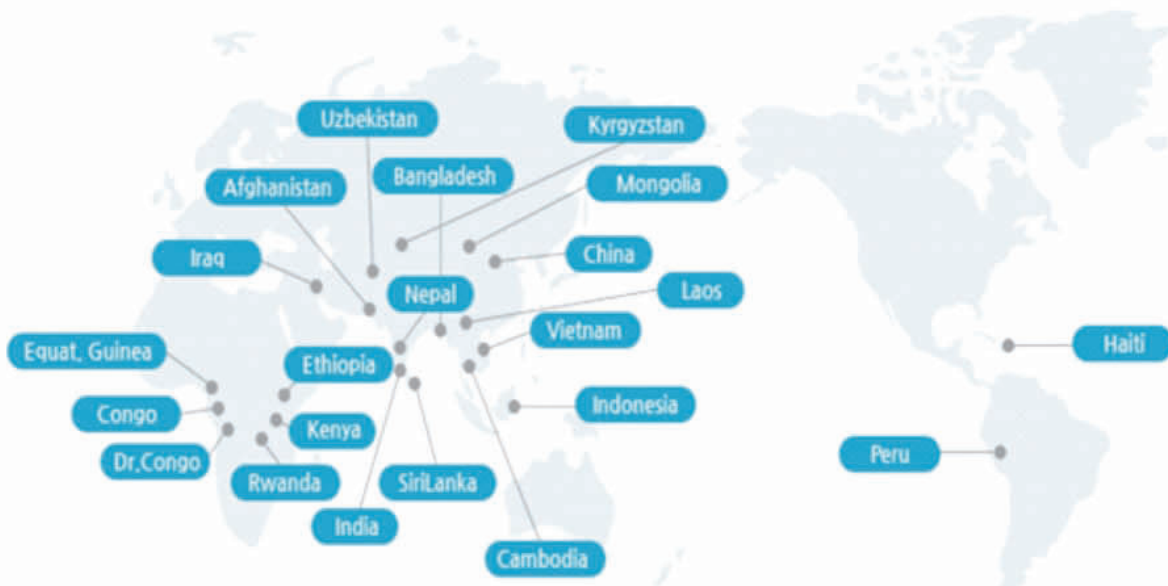 Uzbekistan
Kyrgyzstan
Bangladesh
Mongolia
Afghanistan
Iraq
China
Nepal
Laos
Vietnam
Haiti
Equat. Guinea
Ethiopia
Congo
Kenya
Indonesia
Peru
Dr.Congo
Rwanda
SiriLanka
India
Cambodia